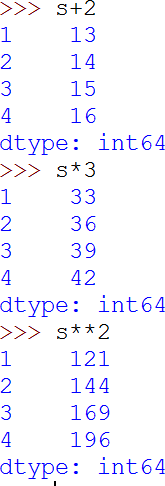 >>> s+2
1    13
2    14
3    15
4    16
dtype: int64
>>> s*3
1    33
2    36
3    39
4    42
dtype: int64
>>> s**2
1    121
2    144
3    169
4    196
dtype: int64